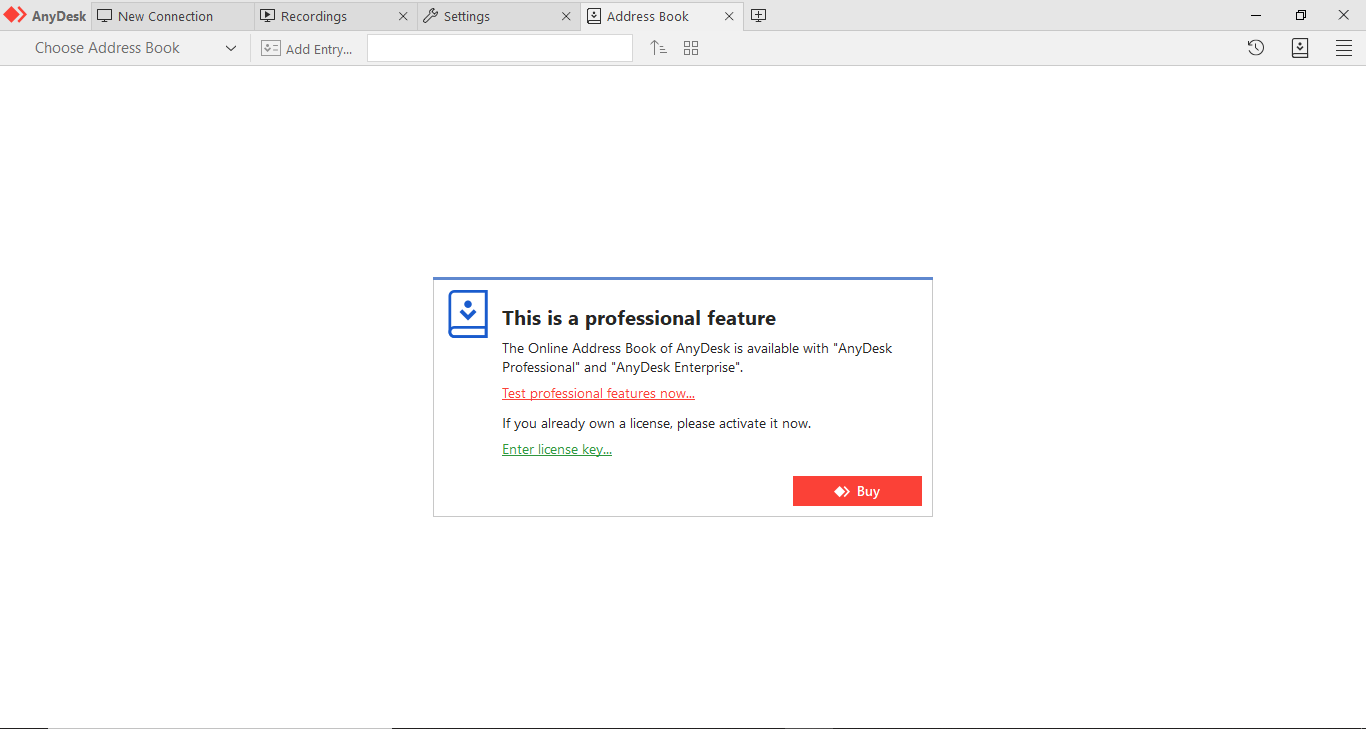 AnyDesk
New Connection
Recordings
Settings
Address Book
Choose Address Book
Add Entry...
This is a professional feature
The Online Address Book of AnyDesk is available with "AnyDesk
Professional" and "AnyDesk Enterprise".
Test professional features now...
If you already own a license, please activate it now.
Enter license key...
Buy